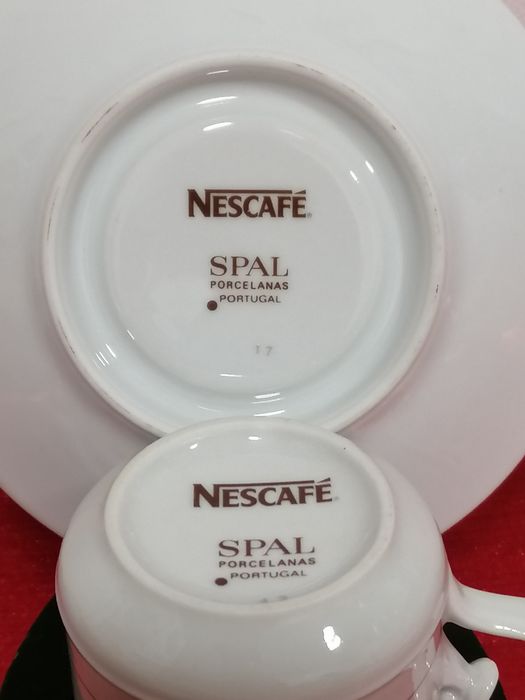 NESCAFÉ®
SPAL
PORCELANAS
PORTUGAL
17
NESCAFÉ®
SPAL
PORCELANAS
PORTUGAL